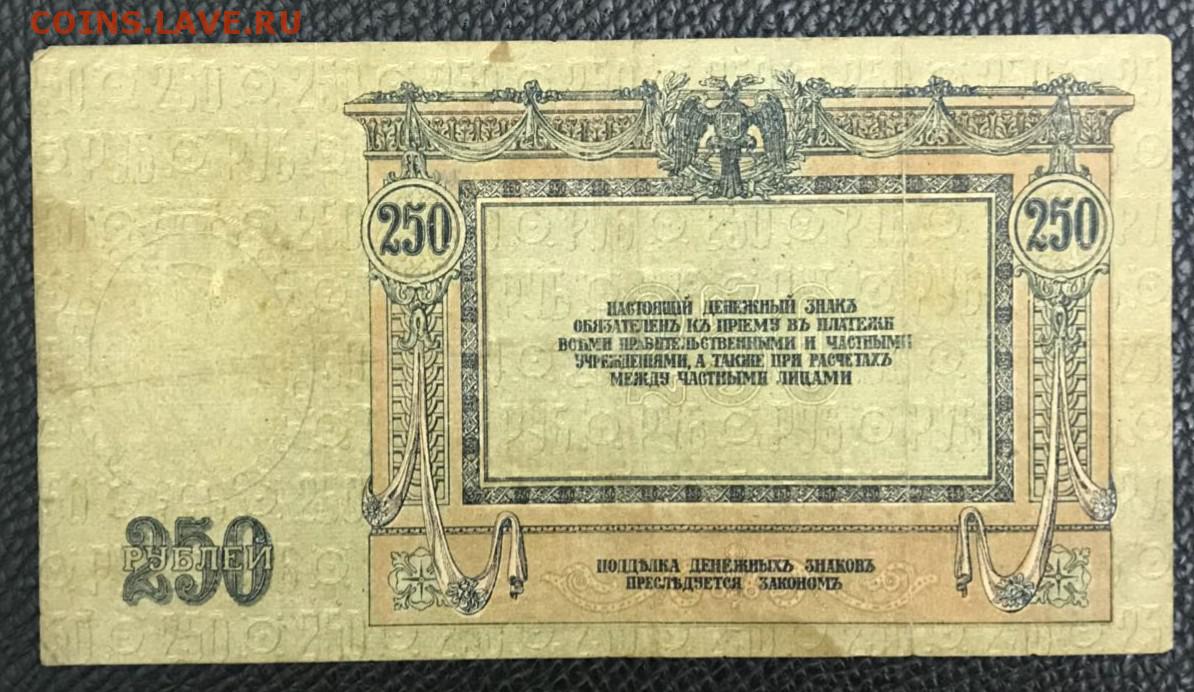 COINS.LAVE.RU
250
250
НАСТОЯЩІЙ ДЕНЕЖНЫЙ ЗНАКЪ
ОБЯЗАТЕЛЕНЪ КЪ ПРІЕМУ ВЪ ПЛАТЕЖЕ
ВСѢМИ ПРАВИТЕЛЬСТВЕННЫМИ И ЧАСТНЫМИ
УЧРЕЖДЕНІЯМИ, А ТАКЖЕ ПРИ РАСЧЕТАХЪ
МЕЖДУ ЧАСТНЫМИ ЛИЦАМИ
250
РУБЛЕЙ
ПОДДѢЛКА ДЕНЕЖНЫХЪ ЗНАКОВЪ
ПРЕСЛѢДУЕТСЯ ЗАКОНОМЪ